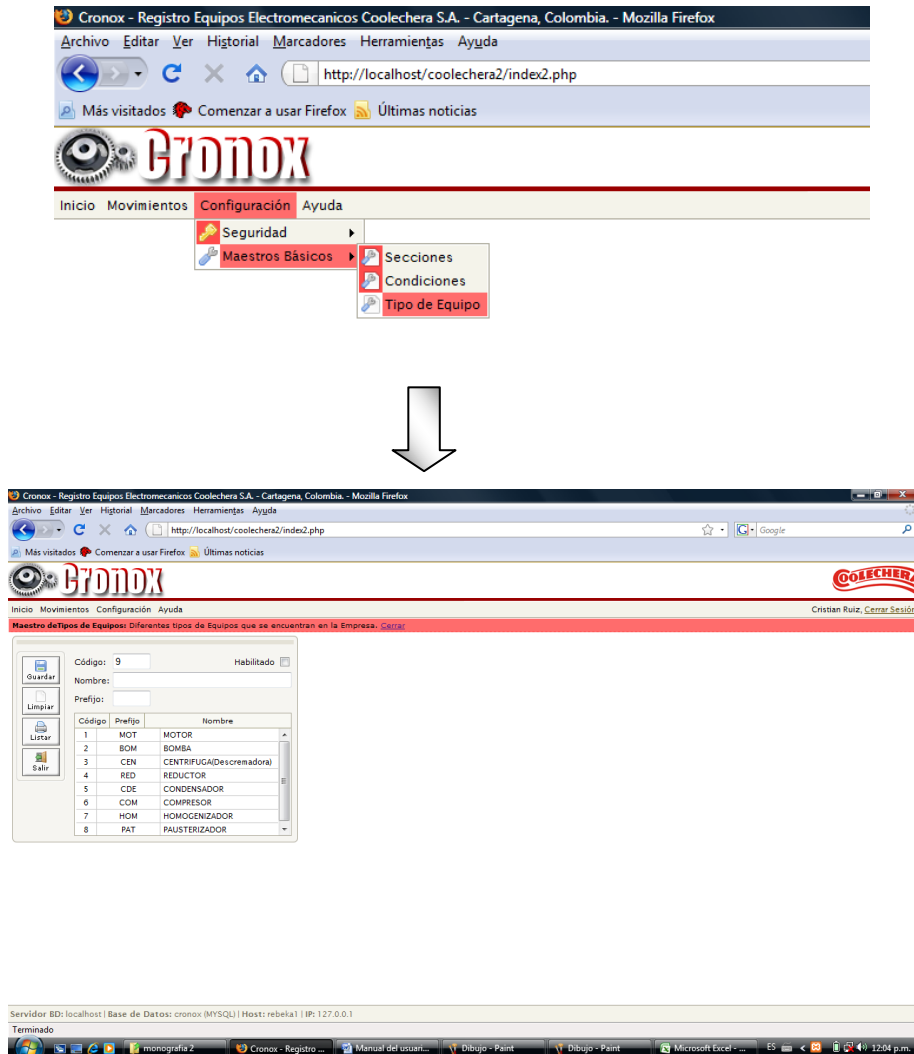 Cronox - Registro Equipos Electromecanicos Coolechera S.A. - Cartagena, Colombia. - Mozilla Firefox
Archivo Editar Ver Historial Marcadores Herramientas Ayuda
http://localhost/coolechera2/index2.php
Más visitados Comenzar a usar Firefox Últimas noticias
Cronox
Inicio Movimientos Configuración Ayuda
Seguridad
Maestros Básicos
Secciones
Condiciones
Tipo de Equipo
Cronox - Registro Equipos Electromecanicos Coolechera S.A. - Cartagena, Colombia. - Mozilla Firefox
Archivo Editar Ver Historial Marcadores Herramientas Ayuda
http://localhost/coolechera2/index2.php Google
Más visitados Comenzar a usar Firefox Últimas noticias
Cronox COOLECHERA
Inicio Movimientos Configuración Ayuda Cristian Ruiz, Cerrar Sesión
Maestro deTipos de Equipos: Diferentes tipos de Equipos que se encuentran en la Empresa. Cerrar
Guardar
Limpiar
Listar
Salir
Código: 9 Habilitado
Nombre:
Prefijo:
Código Prefijo Nombre
1 MOT MOTOR
2 BOM BOMBA
3 CEN CENTRIFUGA(Descremadora)
4 RED REDUCTOR
5 CDE CONDENSADOR
6 COM COMPRESOR
7 HOM HOMOGENIZADOR
8 PAT PAUSTERIZADOR
Servidor BD: localhost | Base de Datos: cronox (MYSQL) | Host: rebeka1 | IP: 127.0.0.1
Terminado
monografia 2 Cronox - Registro ... Manual del usuari... Dibujo - Paint Dibujo - Paint Microsoft Excel - ... ES 12:04 p.m.